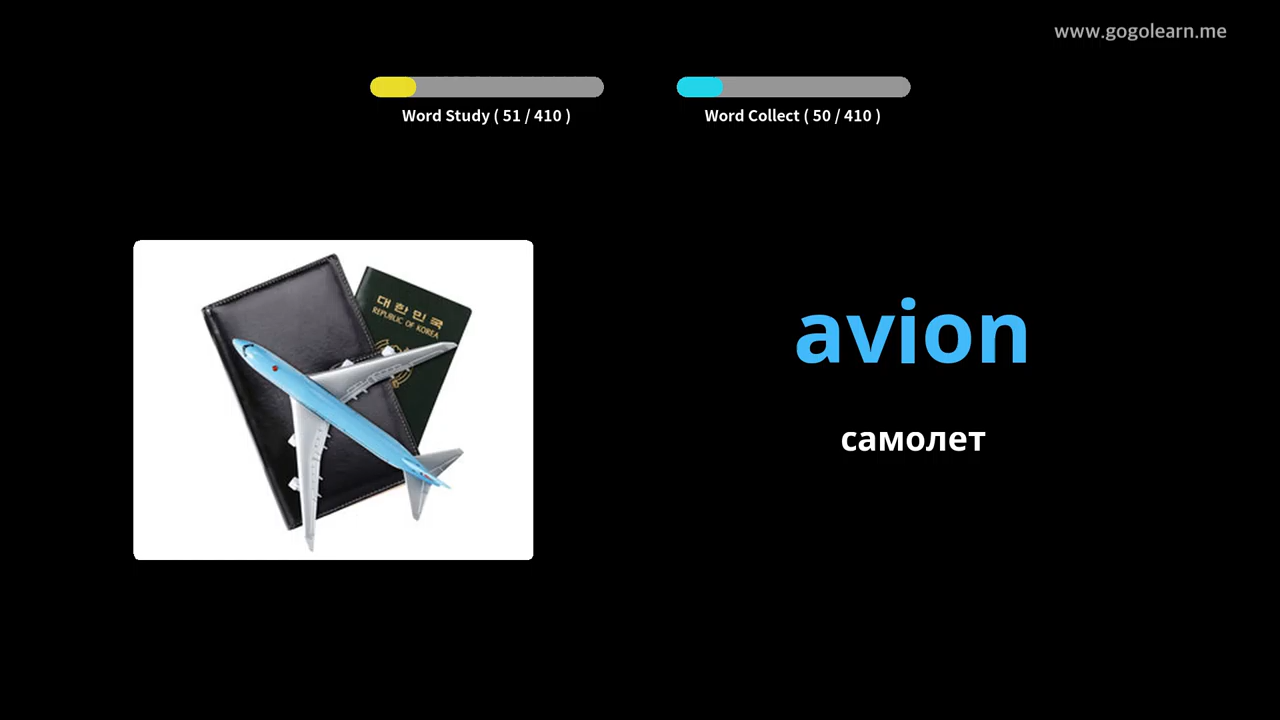 www.gogolearn.me
Word Study ( 51 / 410 )
Word Collect ( 50 / 410 )
대한민국
REPUBLIC OF KOREA
avion
самолет